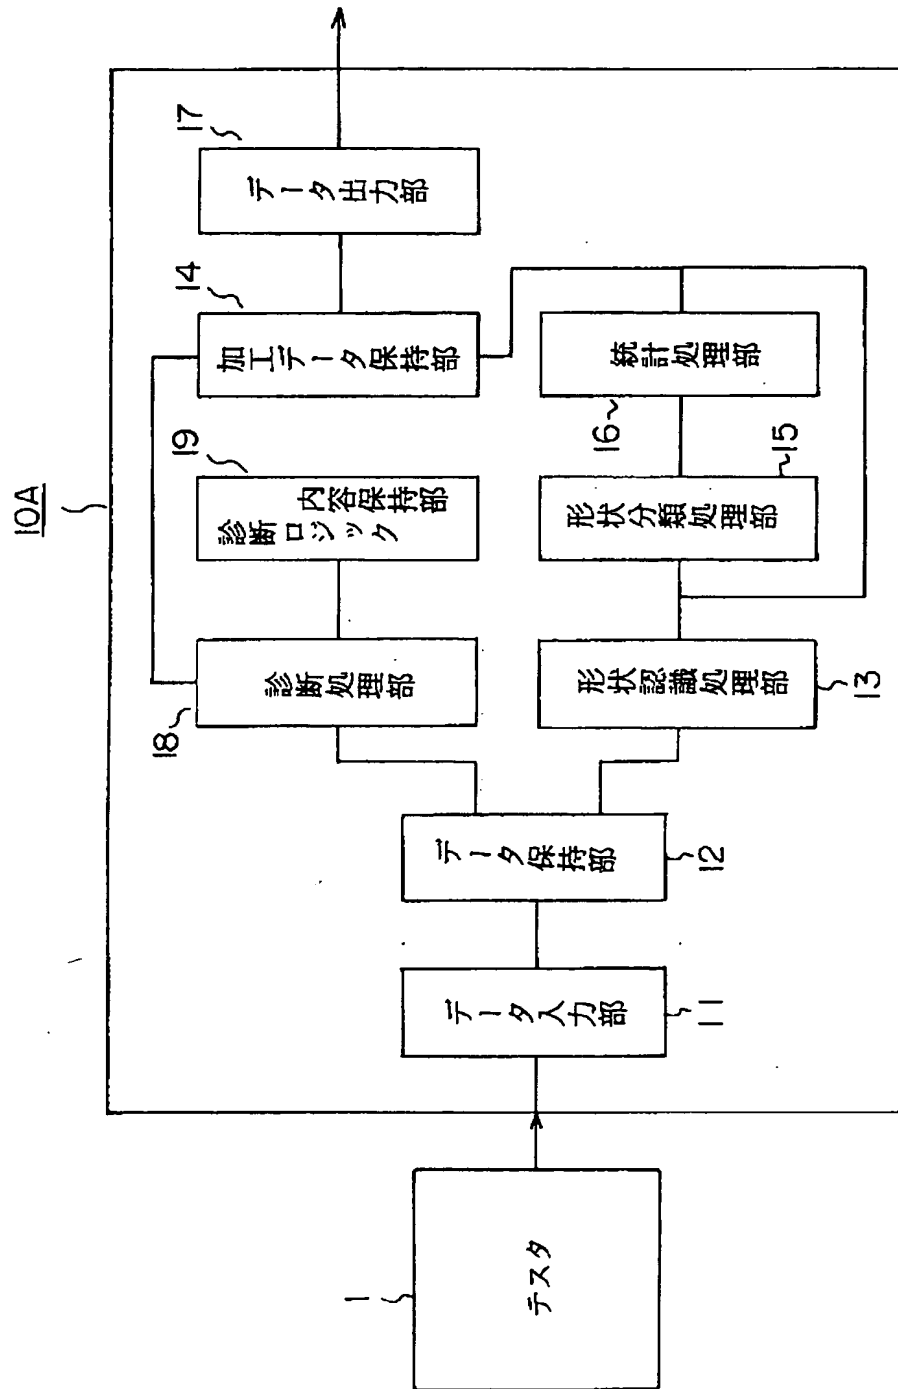 10A
1
テスタ
11
データ入力部
12
データ保持部
18
診断処理部
19
診断ロジック
内容保持部
14
加工データ保持部
17
データ出力部
13
形状認識処理部
15
形状分類処理部
16
統計処理部